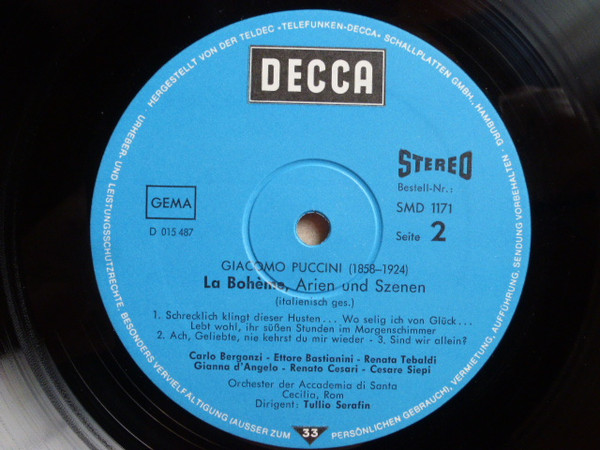 HERGESTELLT VON DER TELDEC »TELEFUNKEN-DECCA« SCHALLPLATTEN GMBH., HAMBURG · URHEBER- UND LEISTUNGSSCHUTZRECHTE, BESONDERS VERVIELFÄLTIGUNG (AUSSER ZUM PERSÖNLICHEN GEBRAUCH), VERMIETUNG, AUFFÜHRUNG, SENDUNG VORBEHALTEN ·
DECCA
STEREO
Bestell-Nr.:
GEMA
SMD 1171
D 015 487
Seite 2
GIACOMO PUCCINI (1858–1924)
La Bohème, Arien und Szenen
(italienisch ges.)
1. Schrecklich klingt dieser Husten ... Wo selig ich von Glück ...
Lebt wohl, ihr süßen Stunden im Morgenschimmer
2. Ach, Geliebte, nie kehrst du mir wieder - 3. Sind wir allein?
Carlo Bergonzi - Ettore Bastianini - Renata Tebaldi
Gianna d'Angelo - Renato Cesari - Cesare Siepi
Orchester der Accademia di Santa
Cecilia, Rom
Dirigent: Tullio Serafin
33